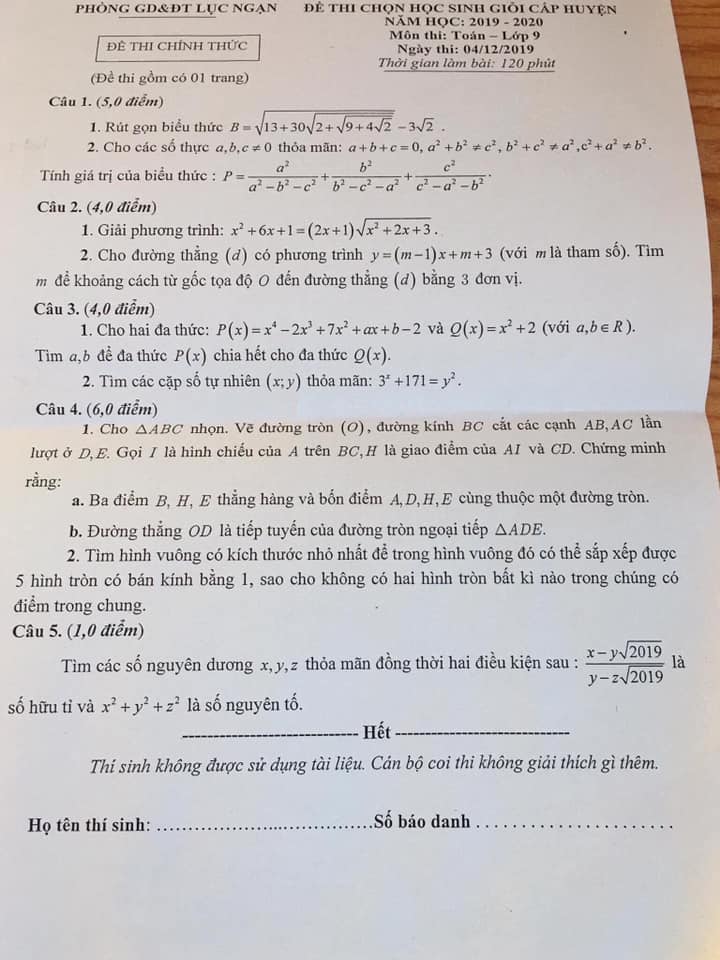 PHÒNG GD&ĐT LỤC NGẠN
ĐỀ THI CHỌN HỌC SINH GIỎI CẤP HUYỆN
NĂM HỌC: 2019 - 2020
Môn thi: Toán – Lớp 9
ĐỀ THI CHÍNH THỨC
Ngày thi: 04/12/2019
Thời gian làm bài: 120 phút
(Đề thi gồm có 01 trang)
Câu 1. (5,0 điểm)
1. Rút gọn biểu thức B = √(13+30√(2+√(9+4√2))) − 3√2 .
2. Cho các số thực a,b,c ≠ 0 thỏa mãn: a+b+c = 0, a² + b² ≠ c², b² + c² ≠ a², c² + a² ≠ b².
Tính giá trị của biểu thức : P = a²/(a² − b² − c²) + b²/(b² − c² − a²) + c²/(c² − a² − b²).
Câu 2. (4,0 điểm)
1. Giải phương trình: x² + 6x + 1 = (2x+1)√(x² + 2x + 3) .
2. Cho đường thẳng (d) có phương trình y = (m−1)x + m + 3 (với m là tham số). Tìm
m để khoảng cách từ gốc tọa độ O đến đường thẳng (d) bằng 3 đơn vị.
Câu 3. (4,0 điểm)
1. Cho hai đa thức: P(x) = x⁴ − 2x³ + 7x² + ax + b − 2 và Q(x) = x² + 2 (với a,b ∈ R).
Tìm a,b để đa thức P(x) chia hết cho đa thức Q(x).
2. Tìm các cặp số tự nhiên (x; y) thỏa mãn: 3ˣ + 171 = y².
Câu 4. (6,0 điểm)
1. Cho △ABC nhọn. Vẽ đường tròn (O), đường kính BC cắt các cạnh AB, AC lần
lượt ở D, E. Gọi I là hình chiếu của A trên BC, H là giao điểm của AI và CD. Chứng minh
rằng:
a. Ba điểm B, H, E thẳng hàng và bốn điểm A, D, H, E cùng thuộc một đường tròn.
b. Đường thẳng OD là tiếp tuyến của đường tròn ngoại tiếp △ADE.
2. Tìm hình vuông có kích thước nhỏ nhất để trong hình vuông đó có thể sắp xếp được
5 hình tròn có bán kính bằng 1, sao cho không có hai hình tròn bất kì nào trong chúng có
điểm trong chung.
Câu 5. (1,0 điểm)
Tìm các số nguyên dương x, y, z thỏa mãn đồng thời hai điều kiện sau : (x − y√2019)/(y − z√2019) là
số hữu tỉ và x² + y² + z² là số nguyên tố.
---------------------------- Hết ----------------------------
Thí sinh không được sử dụng tài liệu. Cán bộ coi thi không giải thích gì thêm.
Họ tên thí sinh: ……………………………… Số báo danh . . . . . . . . . . . . . . . . . . . . . .